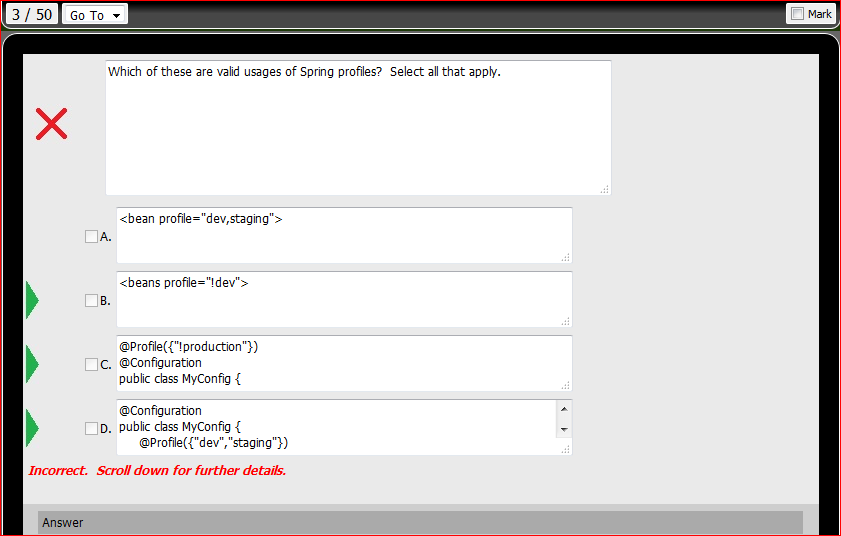 3 / 50 Go To Mark
Which of these are valid usages of Spring profiles?  Select all that apply.
A. <bean profile="dev,staging">
B. <beans profile="!dev">
C. @Profile({"!production"})
@Configuration
public class MyConfig {
D. @Configuration
public class MyConfig {
@Profile({"dev","staging"})
Incorrect.  Scroll down for further details.
Answer